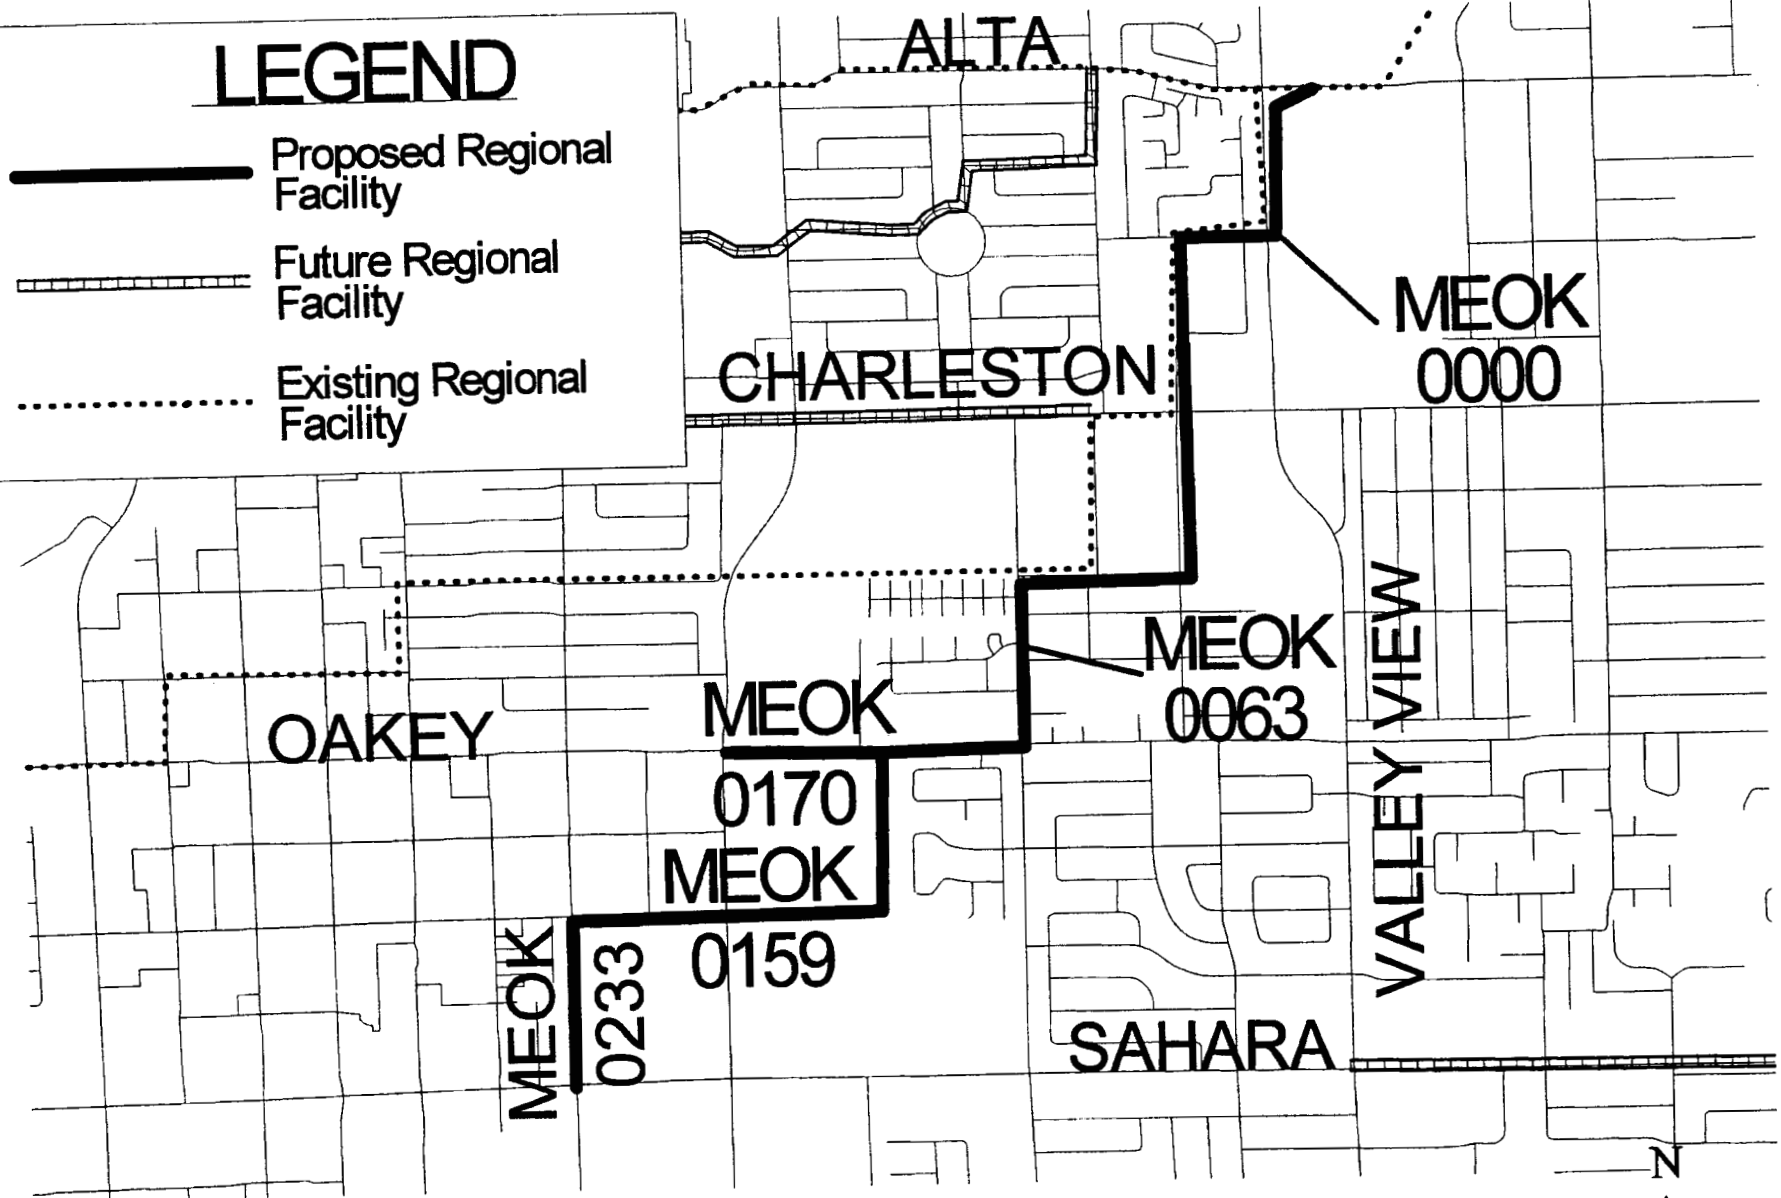 LEGEND
Proposed Regional
Facility
Future Regional
Facility
Existing Regional
Facility
ALTA
CHARLESTON
MEOK
0000
MEOK
0063
VALLEY VIEW
OAKEY
MEOK
0170
MEOK
0159
MEOK
0233
SAHARA
N